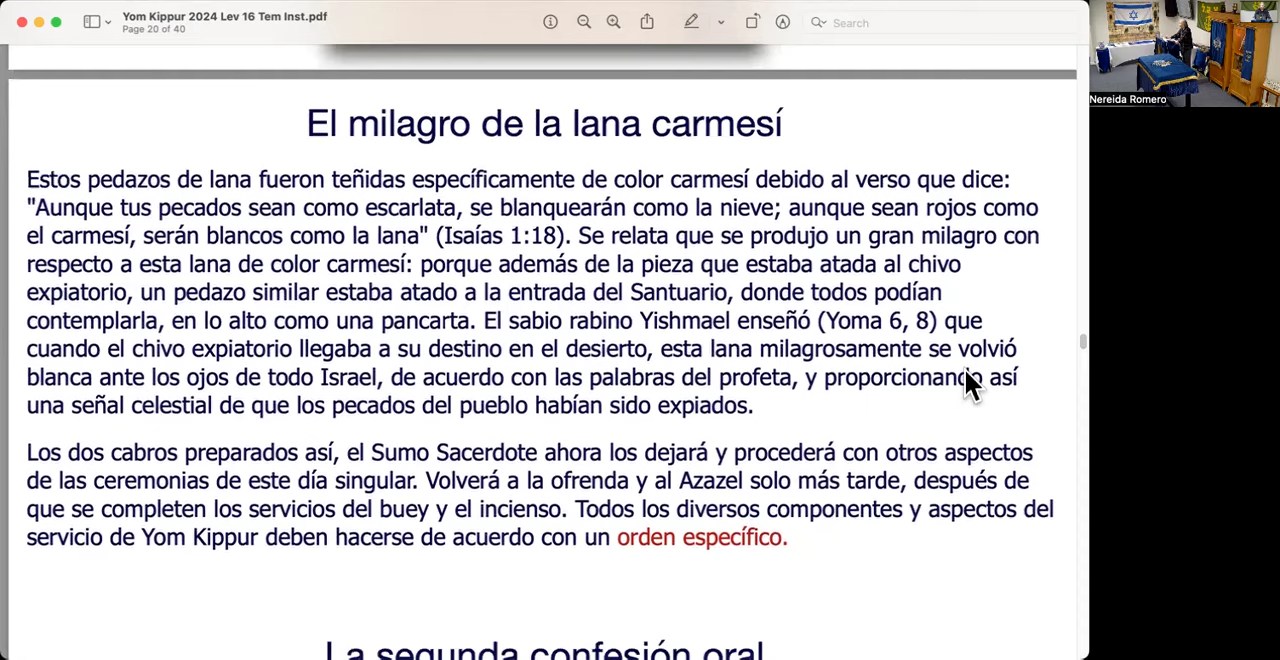 Yom Kippur 2024 Lev 16 Tem Inst.pdf
Page 20 of 40
Search
Nereida Romero
El milagro de la lana carmesí
Estos pedazos de lana fueron teñidas específicamente de color carmesí debido al verso que dice:
"Aunque tus pecados sean como escarlata, se blanquearán como la nieve; aunque sean rojos como
el carmesí, serán blancos como la lana" (Isaías 1:18). Se relata que se produjo un gran milagro con
respecto a esta lana de color carmesí: porque además de la pieza que estaba atada al chivo
expiatorio, un pedazo similar estaba atado a la entrada del Santuario, donde todos podían
contemplarla, en lo alto como una pancarta. El sabio rabino Yishmael enseñó (Yoma 6, 8) que
cuando el chivo expiatorio llegaba a su destino en el desierto, esta lana milagrosamente se volvió
blanca ante los ojos de todo Israel, de acuerdo con las palabras del profeta, y proporcionando así
una señal celestial de que los pecados del pueblo habían sido expiados.
Los dos cabros preparados así, el Sumo Sacerdote ahora los dejará y procederá con otros aspectos
de las ceremonias de este día singular. Volverá a la ofrenda y al Azazel solo más tarde, después de
que se completen los servicios del buey y el incienso. Todos los diversos componentes y aspectos del
servicio de Yom Kippur deben hacerse de acuerdo con un orden específico.
La segunda confesión oral